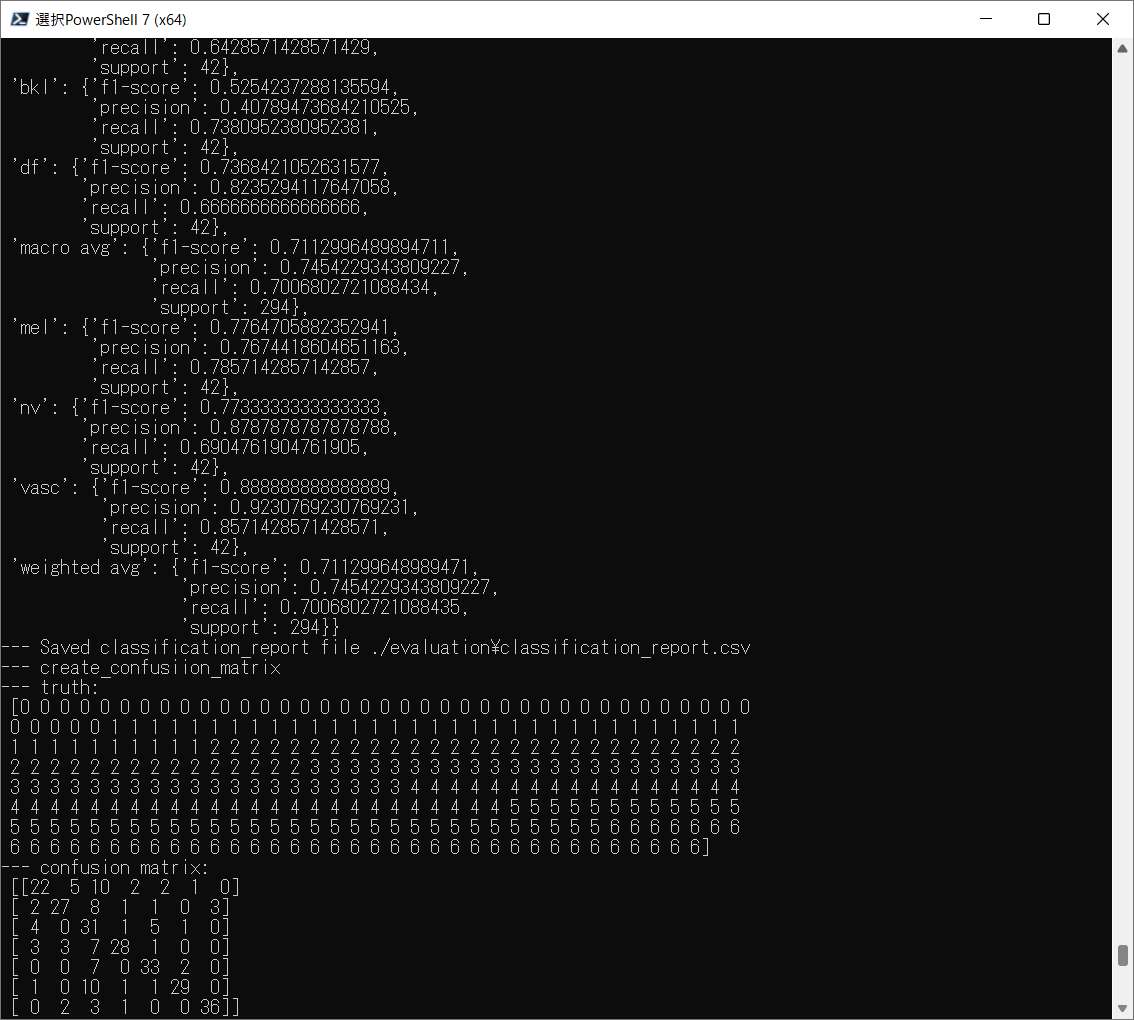 選択PowerShell 7 (x64)
'recall': 0.6428571428571429,
'support': 42},
'bkl': {'f1-score': 0.5254237288135594,
'precision': 0.40789473684210525,
'recall': 0.7380952380952381,
'support': 42},
'df': {'f1-score': 0.7368421052631577,
'precision': 0.8235294117647058,
'recall': 0.6666666666666666,
'support': 42},
'macro avg': {'f1-score': 0.7112996489894711,
'precision': 0.7454229343809227,
'recall': 0.7006802721088434,
'support': 294},
'mel': {'f1-score': 0.7764705882352941,
'precision': 0.7674418604651163,
'recall': 0.7857142857142857,
'support': 42},
'nv': {'f1-score': 0.7733333333333333,
'precision': 0.8787878787878788,
'recall': 0.6904761904761905,
'support': 42},
'vasc': {'f1-score': 0.888888888888889,
'precision': 0.9230769230769231,
'recall': 0.8571428571428571,
'support': 42},
'weighted avg': {'f1-score': 0.711299648989471,
'precision': 0.7454229343809227,
'recall': 0.7006802721088435,
'support': 294}}
--- Saved classification_report file ./evaluation¥classification_report.csv
--- create_confusiion_matrix
--- truth:
[0 0 0 0 0 0 0 0 0 0 0 0 0 0 0 0 0 0 0 0 0 0 0 0 0 0 0 0 0 0 0 0 0 0 0 0 0
0 0 0 0 0 1 1 1 1 1 1 1 1 1 1 1 1 1 1 1 1 1 1 1 1 1 1 1 1 1 1 1 1 1 1 1 1
1 1 1 1 1 1 1 1 1 1 2 2 2 2 2 2 2 2 2 2 2 2 2 2 2 2 2 2 2 2 2 2 2 2 2 2 2
2 2 2 2 2 2 2 2 2 2 2 2 2 2 2 3 3 3 3 3 3 3 3 3 3 3 3 3 3 3 3 3 3 3 3 3 3
3 3 3 3 3 3 3 3 3 3 3 3 3 3 3 3 3 3 3 3 4 4 4 4 4 4 4 4 4 4 4 4 4 4 4 4 4
4 4 4 4 4 4 4 4 4 4 4 4 4 4 4 4 4 4 4 4 4 4 4 4 4 5 5 5 5 5 5 5 5 5 5 5 5
5 5 5 5 5 5 5 5 5 5 5 5 5 5 5 5 5 5 5 5 5 5 5 5 5 5 5 5 5 5 6 6 6 6 6 6 6
6 6 6 6 6 6 6 6 6 6 6 6 6 6 6 6 6 6 6 6 6 6 6 6 6 6 6 6 6 6 6 6 6 6 6]
--- confusion matrix:
[[22 5 10 2 2 1 0]
[ 2 27 8 1 1 0 3]
[ 4 0 31 1 5 1 0]
[ 3 3 7 28 1 0 0]
[ 0 0 7 0 33 2 0]
[ 1 0 10 1 1 29 0]
[ 0 2 3 1 0 0 36]]